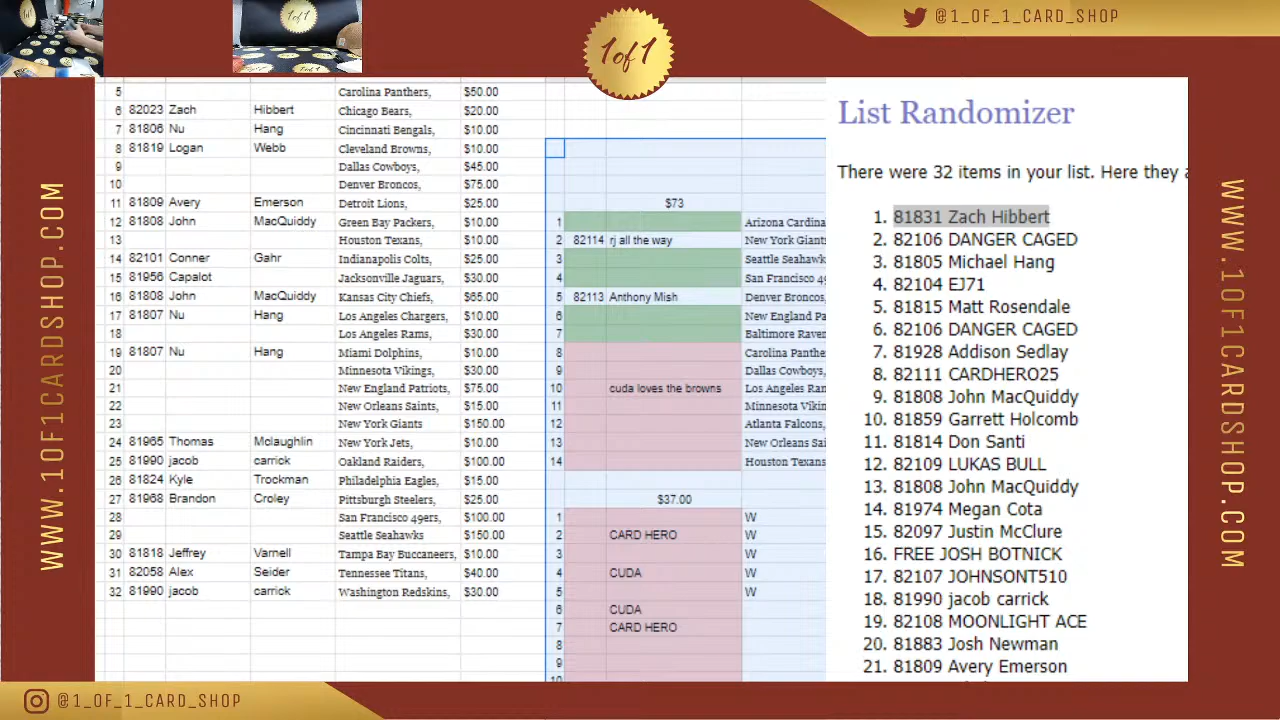 @1_OF_1_CARD_SHOP
1of1
1of1
1of1
WWW.1OF1CARDSHOP.COM
WWW.1OF1CARDSHOP.COM
5 Carolina Panthers, $50.00
6 82023 Zach Hibbert Chicago Bears, $20.00
7 81806 Nu Hang Cincinnati Bengals, $10.00
8 81819 Logan Webb Cleveland Browns, $10.00
9 Dallas Cowboys, $45.00
10 Denver Broncos, $75.00
11 81809 Avery Emerson Detroit Lions, $25.00
12 81808 John MacQuiddy Green Bay Packers, $10.00
13 Houston Texans, $10.00
14 82101 Conner Gahr Indianapolis Colts, $25.00
15 81956 Capalot Jacksonville Jaguars, $30.00
16 81808 John MacQuiddy Kansas City Chiefs, $65.00
17 81807 Nu Hang Los Angeles Chargers, $10.00
18 Los Angeles Rams, $30.00
19 81807 Nu Hang Miami Dolphins, $10.00
20 Minnesota Vikings, $30.00
21 New England Patriots, $75.00
22 New Orleans Saints, $15.00
23 New York Giants $150.00
24 81965 Thomas Mclaughlin New York Jets, $10.00
25 81990 jacob carrick Oakland Raiders, $100.00
26 81824 Kyle Trockman Philadelphia Eagles, $15.00
27 81968 Brandon Croley Pittsburgh Steelers, $25.00
28 San Francisco 49ers, $100.00
29 Seattle Seahawks $150.00
30 81818 Jeffrey Varnell Tampa Bay Buccaneers, $10.00
31 82058 Alex Seider Tennessee Titans, $40.00
32 81990 jacob carrick Washington Redskins, $30.00
$73
1 Arizona Cardina
2 82114 rj all the way New York Giants
3 Seattle Seahawk
4 San Francisco 49
5 82113 Anthony Mish Denver Broncos,
6 New England Pa
7 Baltimore Raven
8 Carolina Panthe
9 Dallas Cowboys,
10 cuda loves the browns Los Angeles Ran
11 Minnesota Vikin
12 Atlanta Falcons,
13 New Orleans Sai
14 Houston Texans
$37.00
1 W
2 CARD HERO W
3 W
4 CUDA W
5 W
6 CUDA
7 CARD HERO
8
9
10
List Randomizer
There were 32 items in your list. Here they a
1. 81831 Zach Hibbert
2. 82106 DANGER CAGED
3. 81805 Michael Hang
4. 82104 EJ71
5. 81815 Matt Rosendale
6. 82106 DANGER CAGED
7. 81928 Addison Sedlay
8. 82111 CARDHERO25
9. 81808 John MacQuiddy
10. 81859 Garrett Holcomb
11. 81814 Don Santi
12. 82109 LUKAS BULL
13. 81808 John MacQuiddy
14. 81974 Megan Cota
15. 82097 Justin McClure
16. FREE JOSH BOTNICK
17. 82107 JOHNSONT510
18. 81990 jacob carrick
19. 82108 MOONLIGHT ACE
20. 81883 Josh Newman
21. 81809 Avery Emerson
@1_OF_1_CARD_SHOP